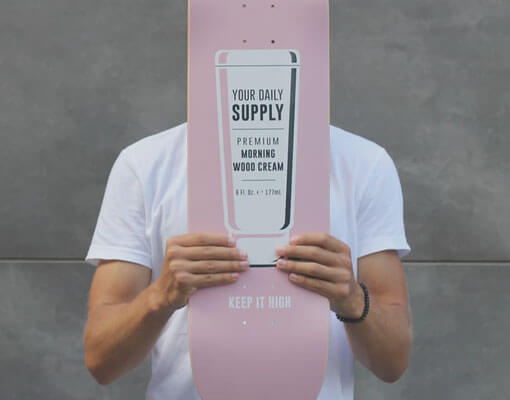 YOUR DAILY
SUPPLY
PREMIUM
MORNING
WOOD CREAM
6 Fl. Oz. e • 177mL
KEEP IT HIGH